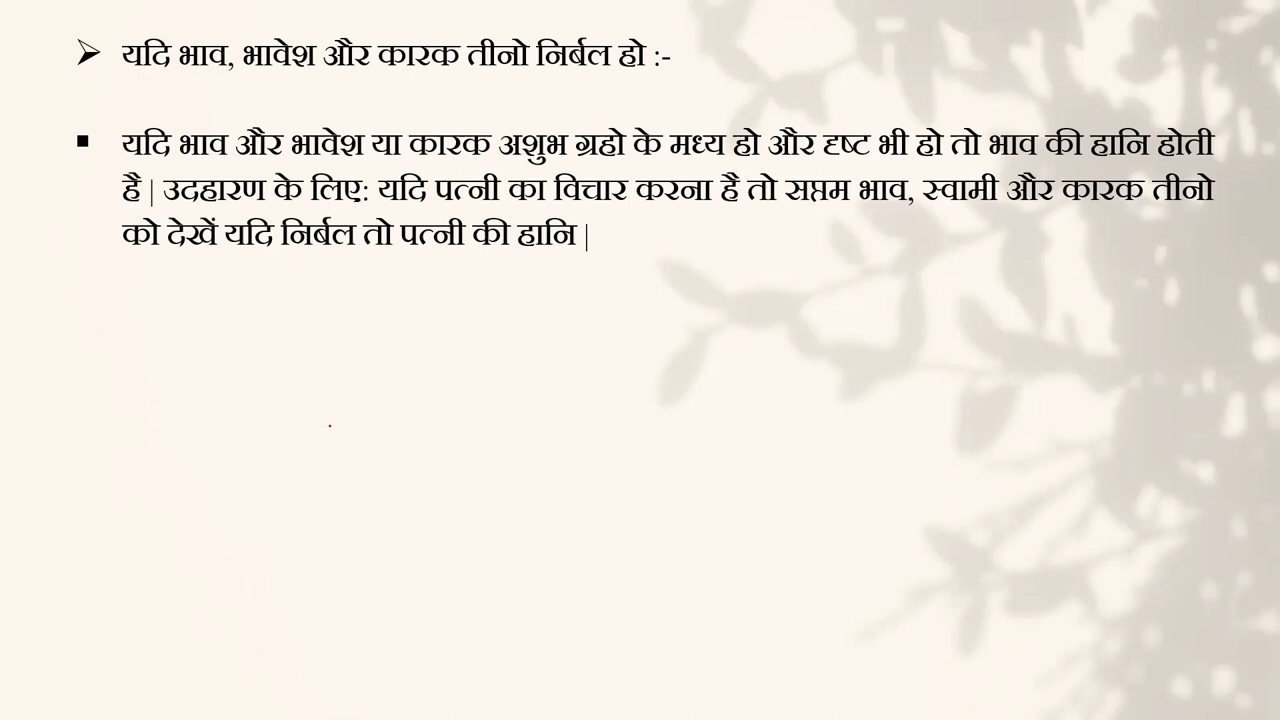 ➢ यदि भाव, भावेश और कारक तीनो निर्बल हो :-
▪ यदि भाव और भावेश या कारक अशुभ ग्रहो के मध्य हो और दृष्ट भी हो तो भाव की हानि होती
है | उदहारण के लिए: यदि पत्नी का विचार करना है तो सप्तम भाव, स्वामी और कारक तीनो
को देखें यदि निर्बल तो पत्नी की हानि |